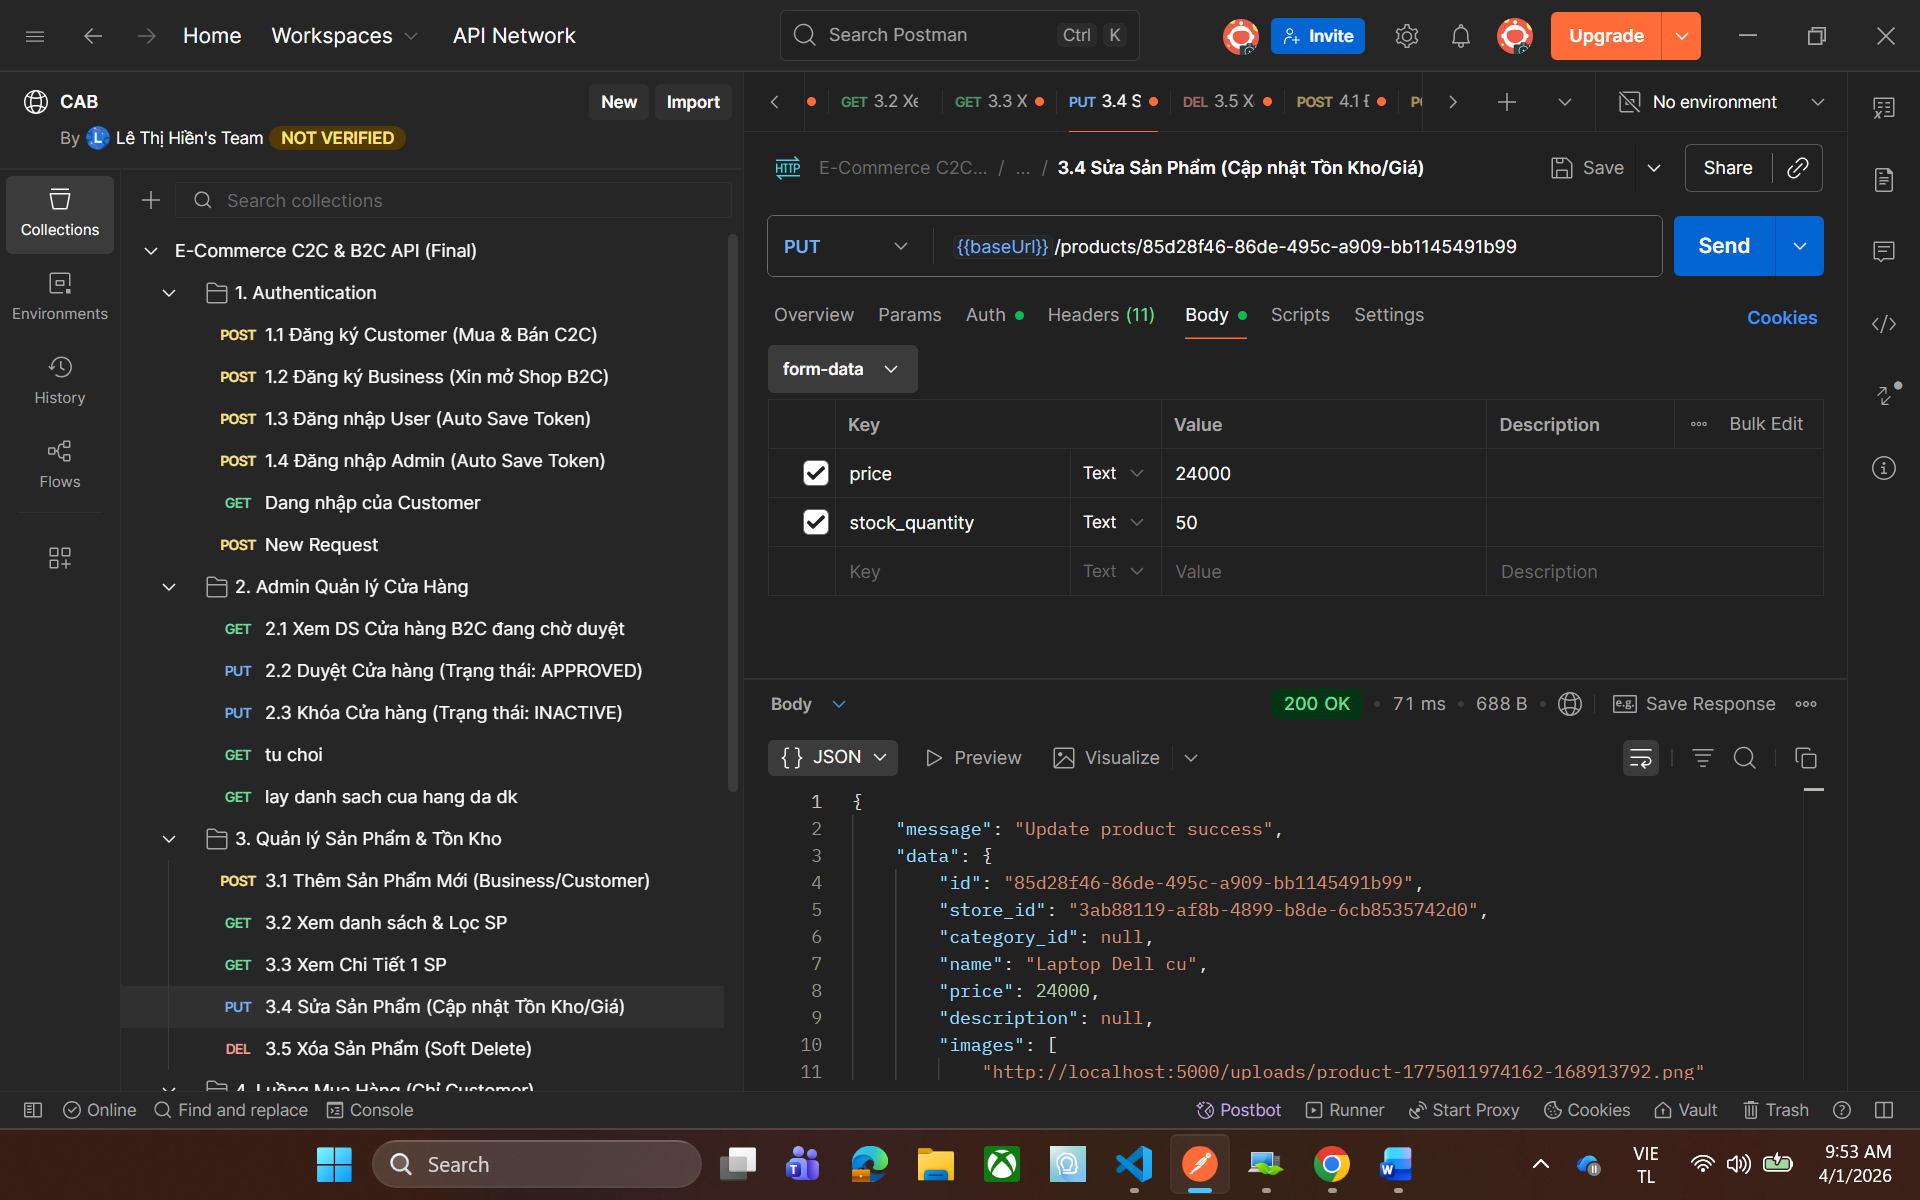 Home
Workspaces
API Network
Search Postman
Ctrl
K
Invite
Upgrade
CAB
New
Import
By
L
Lê Thị Hiền's Team
NOT VERIFIED
GET 3.2
GET 3.3 X
PUT 3.4 S
DEL 3.5 X
POST 4.1
No environment
Collections
Environments
History
Flows
Search collections
E-Commerce C2C & B2C API (Final)
1. Authentication
POST 1.1 Đăng ký Customer (Mua & Bán C2C)
POST 1.2 Đăng ký Business (Xin mở Shop B2C)
POST 1.3 Đăng nhập User (Auto Save Token)
POST 1.4 Đăng nhập Admin (Auto Save Token)
GET Dang nhập của Customer
POST New Request
2. Admin Quản lý Cửa Hàng
GET 2.1 Xem DS Cửa hàng B2C đang chờ duyệt
PUT 2.2 Duyệt Cửa hàng (Trạng thái: APPROVED)
PUT 2.3 Khóa Cửa hàng (Trạng thái: INACTIVE)
GET tu choi
GET lay danh sach cua hang da dk
3. Quản lý Sản Phẩm & Tồn Kho
POST 3.1 Thêm Sản Phẩm Mới (Business/Customer)
GET 3.2 Xem danh sách & Lọc SP
GET 3.3 Xem Chi Tiết 1 SP
PUT 3.4 Sửa Sản Phẩm (Cập nhật Tồn Kho/Giá)
DEL 3.5 Xóa Sản Phẩm (Soft Delete)
4. Luồng Mua Hàng (Chỉ Customer)
HTTP
E-Commerce C2C... / ... / 3.4 Sửa Sản Phẩm (Cập nhật Tồn Kho/Giá)
Save
Share
PUT
{{baseUrl}} /products/85d28f46-86de-495c-a909-bb1145491b99
Send
Overview
Params
Auth
Headers (11)
Body
Scripts
Settings
Cookies
form-data
Key
Value
Description
Bulk Edit
price Text 24000
stock_quantity Text 50
Key Text Value Description
Body
200 OK
71 ms
688 B
e.g.
Save Response
{} JSON
Preview
Visualize
1 {
2 "message": "Update product success",
3 "data": {
4 "id": "85d28f46-86de-495c-a909-bb1145491b99",
5 "store_id": "3ab88119-af8b-4899-b8de-6cb8535742d0",
6 "category_id": null,
7 "name": "Laptop Dell cu",
8 "price": 24000,
9 "description": null,
10 "images": [
11 "http://localhost:5000/uploads/product-1775011974162-168913792.png"
Online
Find and replace
Console
Postbot
Runner
Start Proxy
Cookies
Vault
Trash
Search
VIE
TL
9:53 AM
4/1/2026